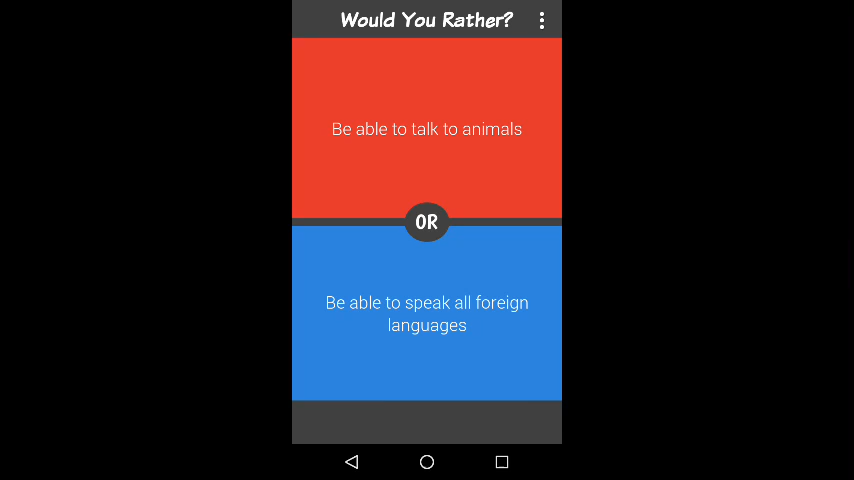 Would You Rather?
Be able to talk to animals
OR
Be able to speak all foreign
languages